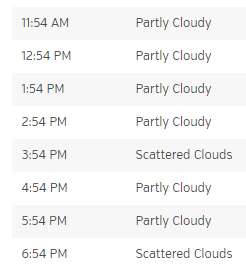 11:54 AM Partly Cloudy
12:54 PM Partly Cloudy
1:54 PM Partly Cloudy
2:54 PM Partly Cloudy
3:54 PM Scattered Clouds
4:54 PM Partly Cloudy
5:54 PM Partly Cloudy
6:54 PM Scattered Clouds